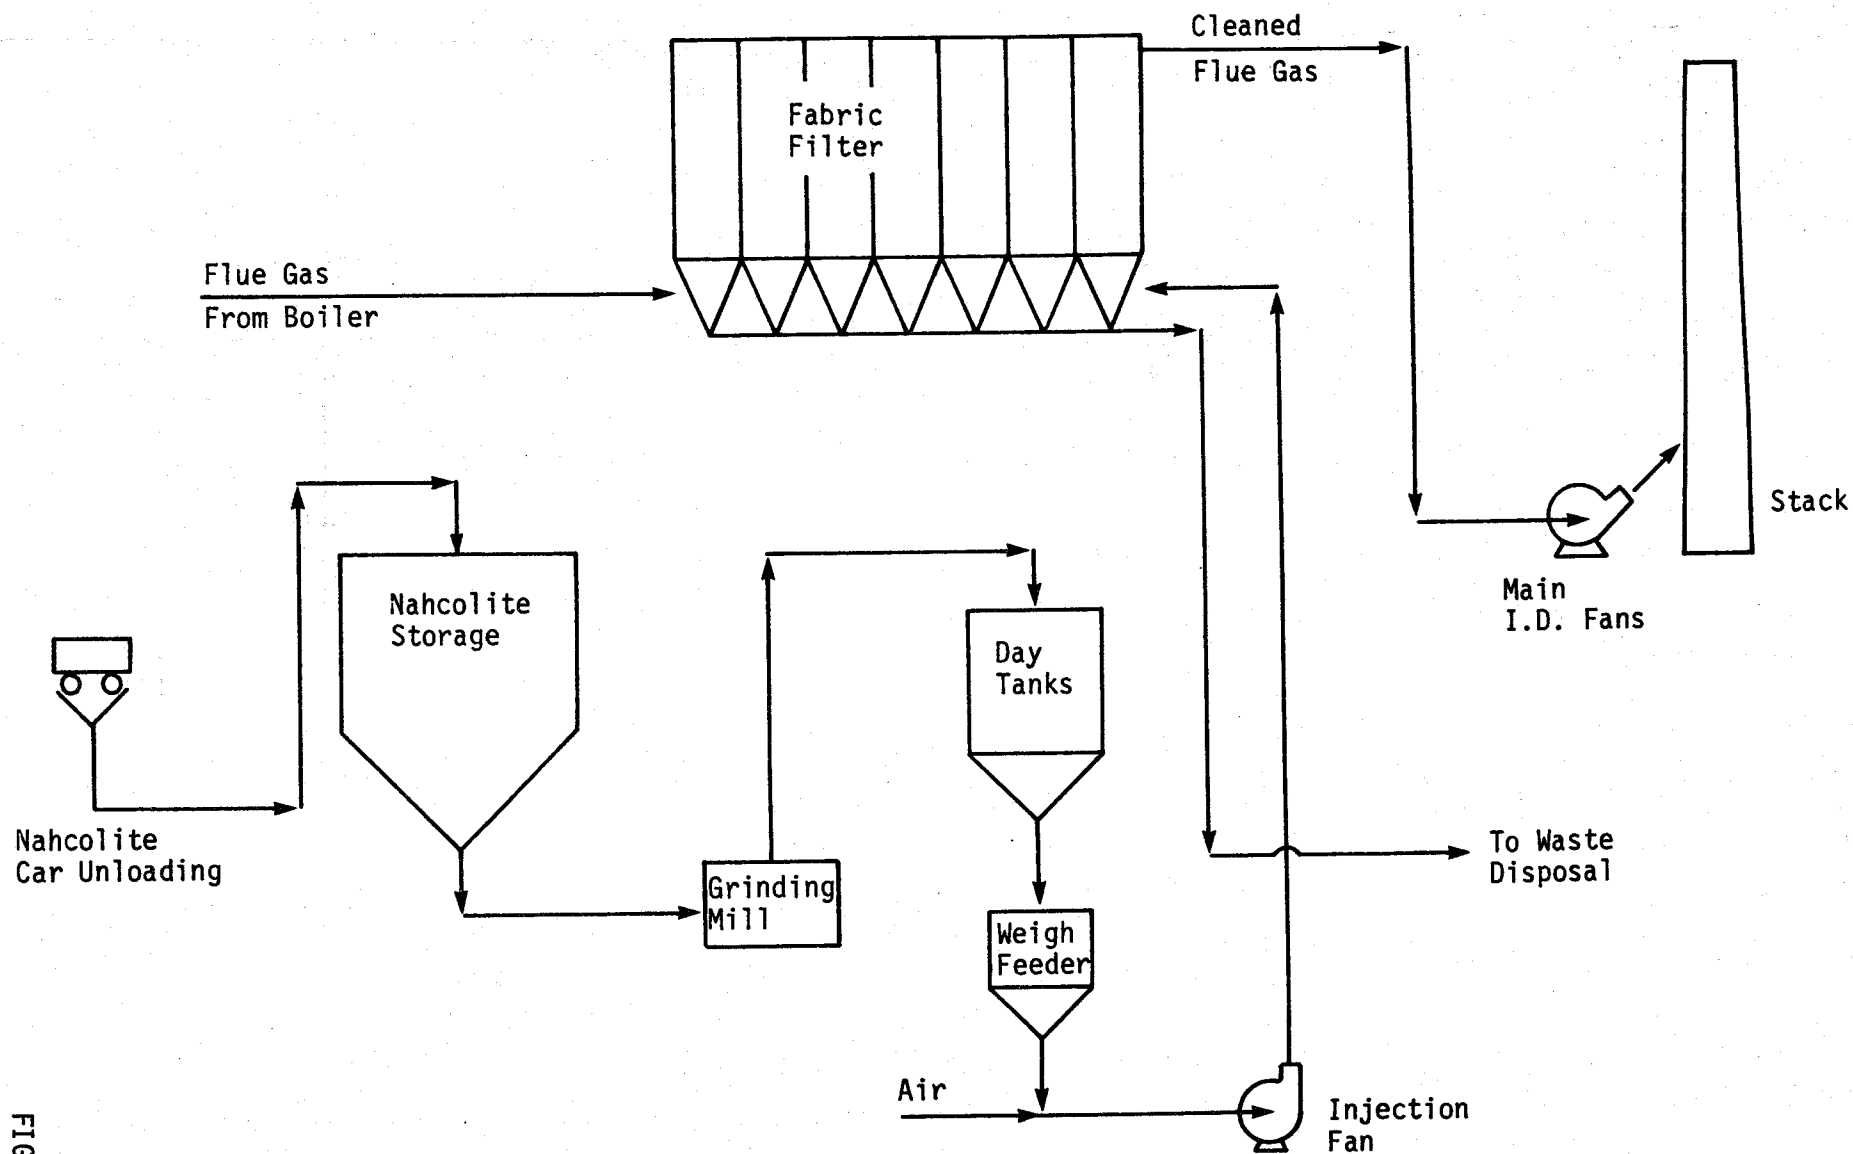 Cleaned
Flue Gas
Fabric
Filter
Flue Gas
From Boiler
Stack
Main
I.D. Fans
Nahcolite
Storage
Day
Tanks
Nahcolite
Car Unloading
Grinding
Mill
To Waste
Disposal
Weigh
Feeder
Air
Injection
Fan
FIG